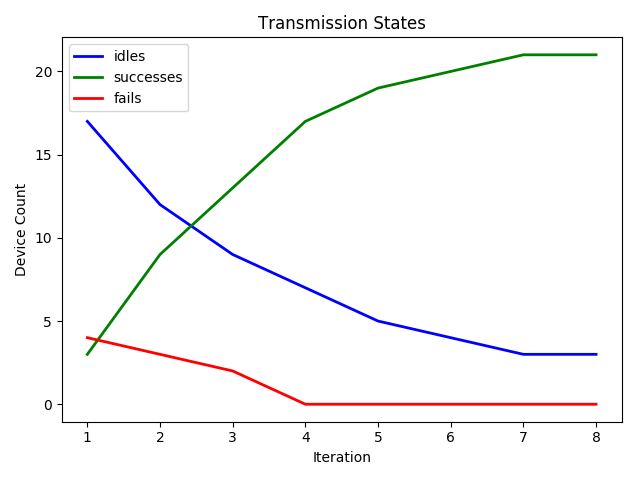 Transmission States
idles
successes
fails
20
15
10
5
0
Device Count
1 2 3 4 5 6 7 8
Iteration